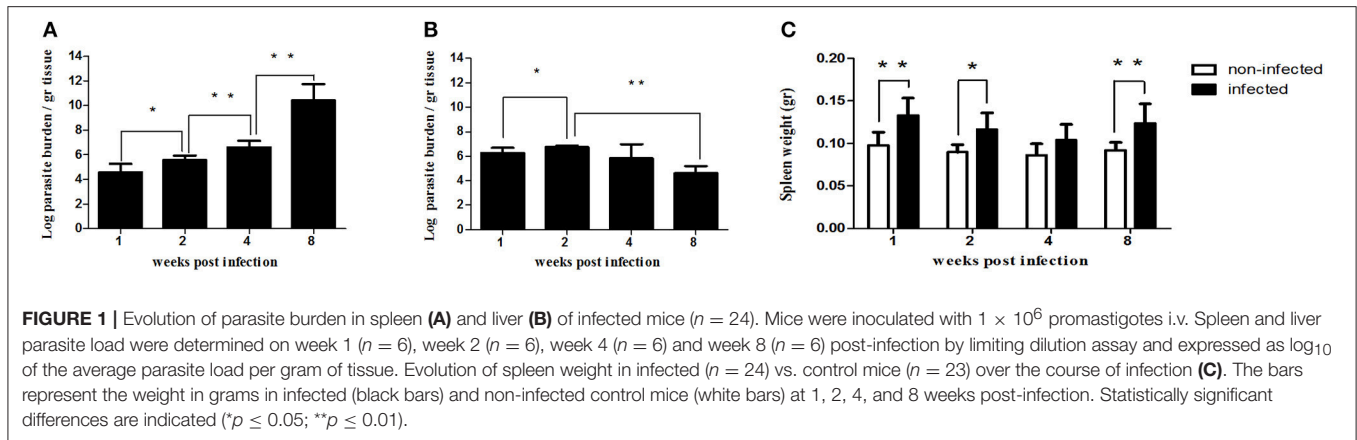 A
Log parasite burden / gr tissue
14
12
10
8
6
4
2
0
*
* *
* *
1 2 4 8
weeks post infection
B
Log parasite burden / gr tissue
14
12
10
8
6
4
2
0
*
**
1 2 4 8
weeks post infection
C
Spleen weight (gr)
0.20
0.15
0.10
0.05
0.00
* *
*
* *
1 2 4 8
weeks post infection
non-infected
infected
FIGURE 1 | Evolution of parasite burden in spleen (A) and liver (B) of infected mice (n = 24). Mice were inoculated with 1 × 10⁶ promastigotes i.v. Spleen and liver
parasite load were determined on week 1 (n = 6), week 2 (n = 6), week 4 (n = 6) and week 8 (n = 6) post-infection by limiting dilution assay and expressed as log₁₀
of the average parasite load per gram of tissue. Evolution of spleen weight in infected (n = 24) vs. control mice (n = 23) over the course of infection (C). The bars
represent the weight in grams in infected (black bars) and non-infected control mice (white bars) at 1, 2, 4, and 8 weeks post-infection. Statistically significant
differences are indicated (*p ≤ 0.05; **p ≤ 0.01).